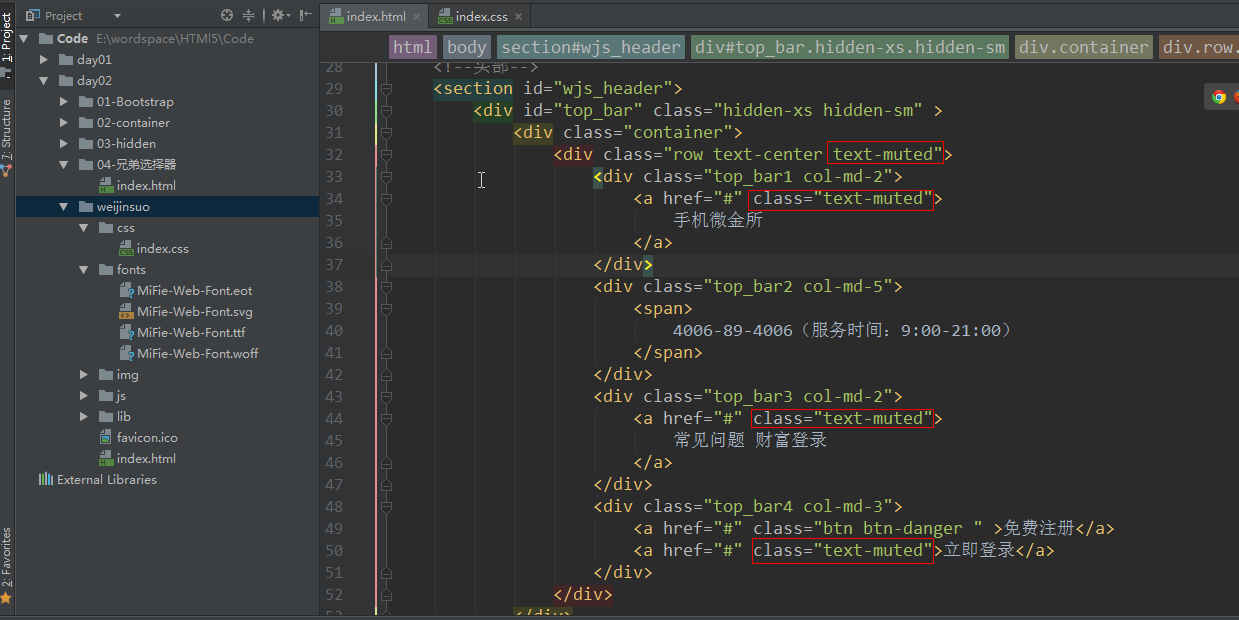 Project
index.html
index.css
1: Project
7: Structure
2: Favorites
Code E:\wordspace\HTMl5\Code
day01
day02
01-Bootstrap
02-container
03-hidden
04-兄弟选择器
index.html
weijinsuo
css
index.css
fonts
MiFie-Web-Font.eot
MiFie-Web-Font.svg
MiFie-Web-Font.ttf
MiFie-Web-Font.woff
img
js
lib
favicon.ico
index.html
External Libraries
html body section#wjs_header div#top_bar.hidden-xs.hidden-sm div.container div.row.
28 <!--头部-->
29 <section id="wjs_header">
30 <div id="top_bar" class="hidden-xs hidden-sm" >
31 <div class="container">
32 <div class="row text-center text-muted">
33 <div class="top_bar1 col-md-2">
34 <a href="#" class="text-muted">
35 手机微金所
36 </a>
37 </div>
38 <div class="top_bar2 col-md-5">
39 <span>
40 4006-89-4006（服务时间：9:00-21:00）
41 </span>
42 </div>
43 <div class="top_bar3 col-md-2">
44 <a href="#" class="text-muted">
45 常见问题 财富登录
46 </a>
47 </div>
48 <div class="top_bar4 col-md-3">
49 <a href="#" class="btn btn-danger " >免费注册</a>
50 <a href="#" class="text-muted">立即登录</a>
51 </div>
52 </div>
53 </div>